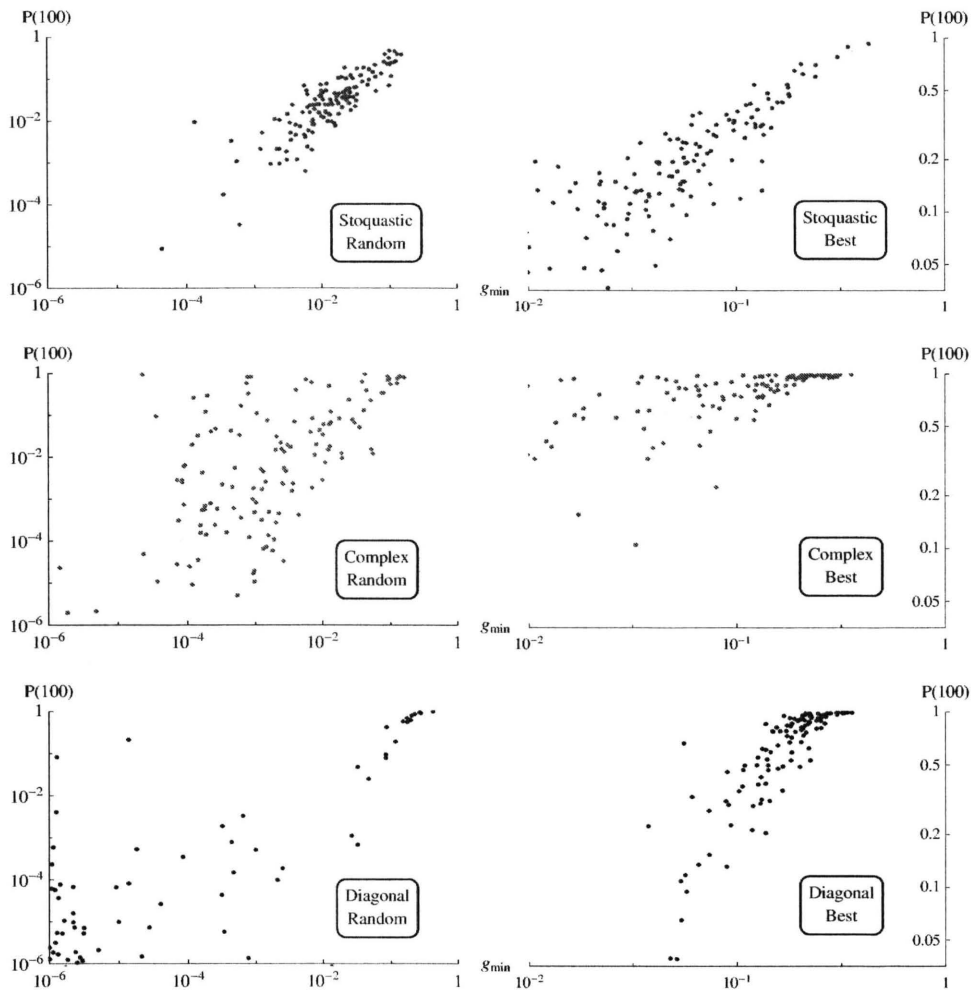 P(100)
1
10^-2
10^-4
10^-6
10^-6
10^-4
10^-2
1
Stoquastic
Random
P(100)
1
0.5
0.2
0.1
0.05
g_min
10^-2
10^-1
1
Stoquastic
Best
P(100)
1
10^-2
10^-4
10^-6
10^-6
10^-4
10^-2
1
Complex
Random
P(100)
1
0.5
0.2
0.1
0.05
g_min
10^-2
10^-1
1
Complex
Best
P(100)
1
10^-2
10^-4
10^-6
10^-6
10^-4
10^-2
1
Diagonal
Random
P(100)
1
0.5
0.2
0.1
0.05
g_min
10^-2
10^-1
1
Diagonal
Best